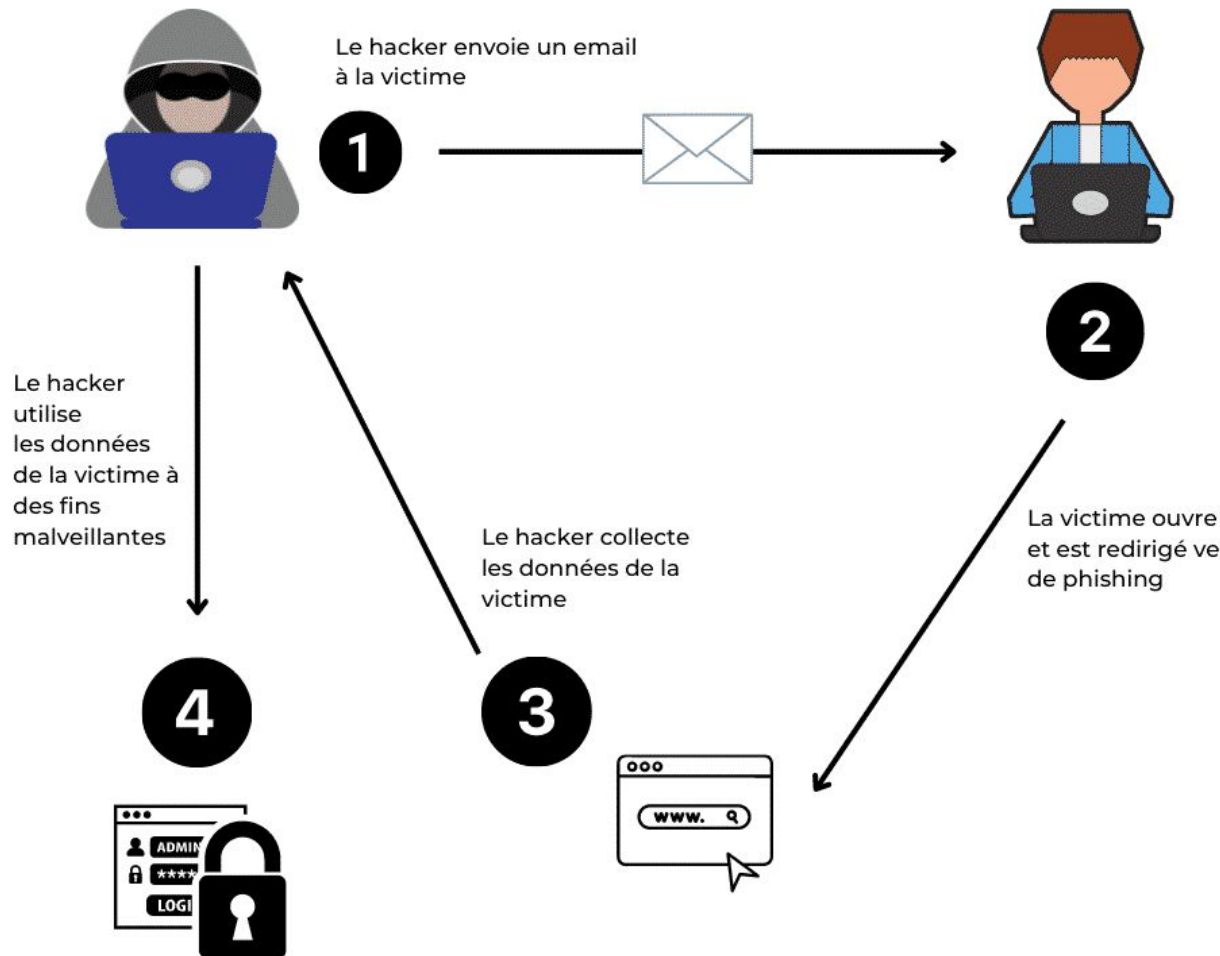 Le hacker envoie un email
à la victime
1
2
Le hacker
utilise
les données
de la victime à
des fins
malveillantes
Le hacker collecte
les données de la
victime
La victime ouvre
et est redirigé ve
de phishing
4
3
www.
ADMIN
****
LOGI